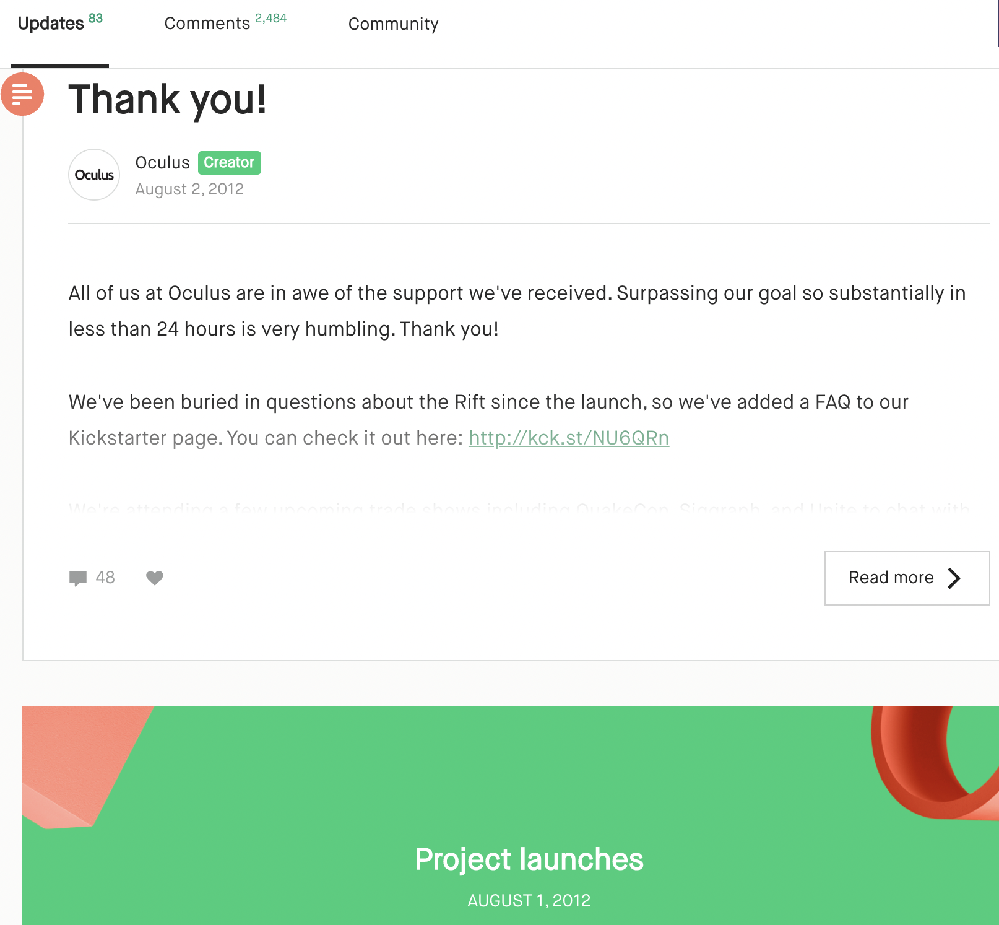 Updates 83 Comments 2,484 Community
Thank you!
Oculus
Oculus Creator
August 2, 2012
All of us at Oculus are in awe of the support we've received. Surpassing our goal so substantially in
less than 24 hours is very humbling. Thank you!
We've been buried in questions about the Rift since the launch, so we've added a FAQ to our
Kickstarter page. You can check it out here: http://kck.st/NU6QRn
We're attending a few upcoming trade shows including QuakeCon, Siggraph, and Unite to chat with
48
Read more
Project launches
AUGUST 1, 2012